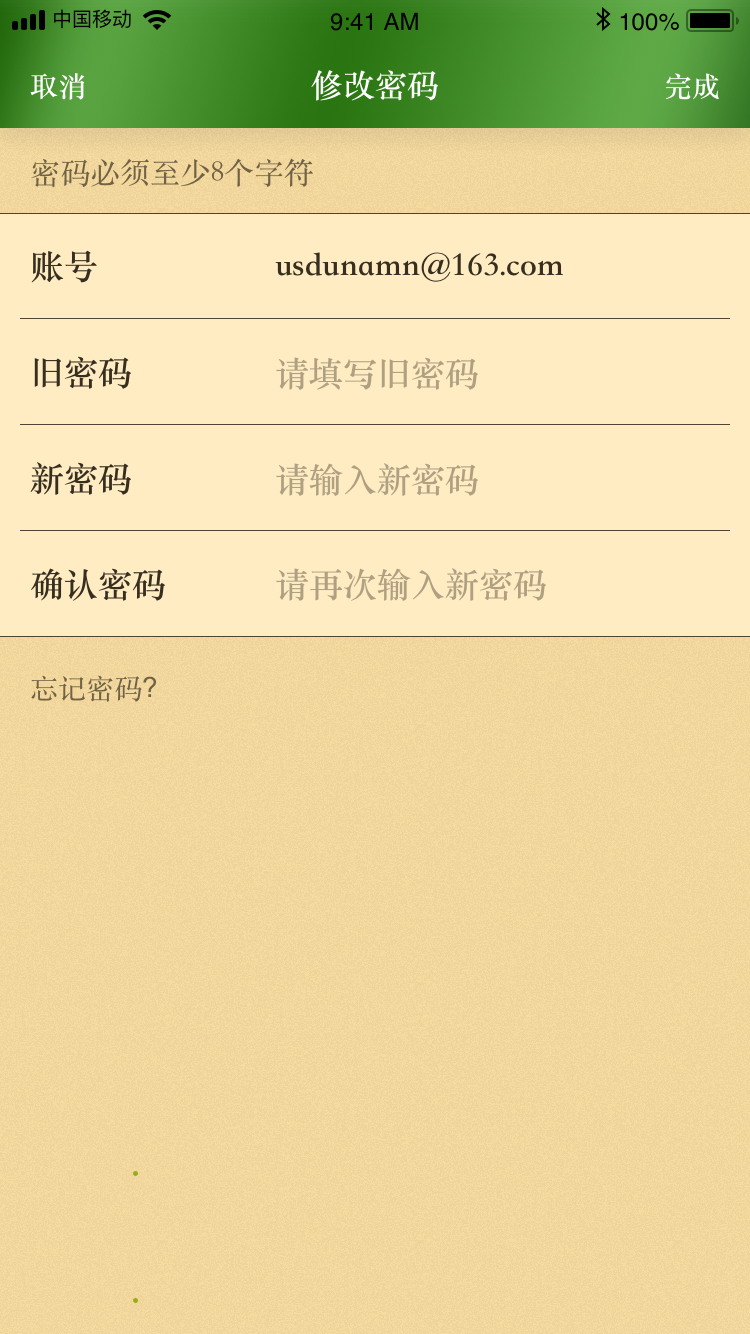 中国移动 9:41 AM 100%
取消 修改密码 完成
密码必须至少8个字符
账号 usdunamn@163.com
旧密码 请填写旧密码
新密码 请输入新密码
确认密码 请再次输入新密码
忘记密码?